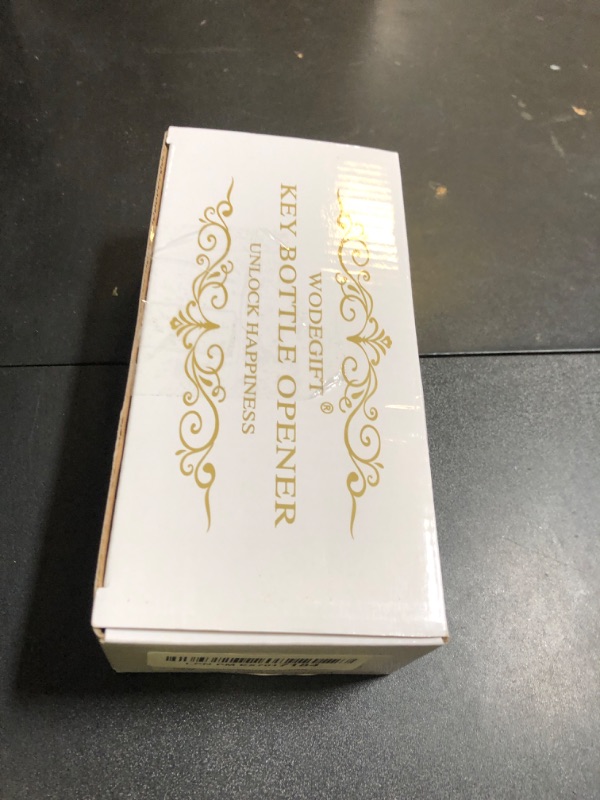 WODEGIFT ®
KEY BOTTLE OPENER
UNLOCK HAPPINESS